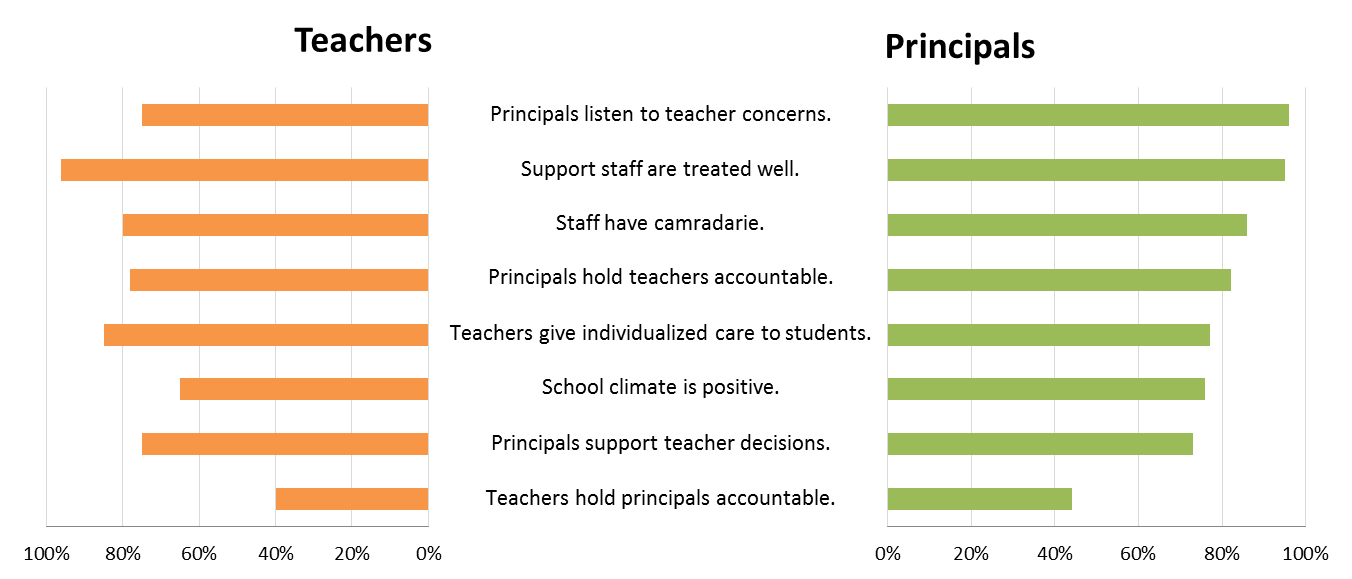 Teachers
Principals
Principals listen to teacher concerns.
Support staff are treated well.
Staff have camradarie.
Principals hold teachers accountable.
Teachers give individualized care to students.
School climate is positive.
Principals support teacher decisions.
Teachers hold principals accountable.
100% 80% 60% 40% 20% 0%
0% 20% 40% 60% 80% 100%